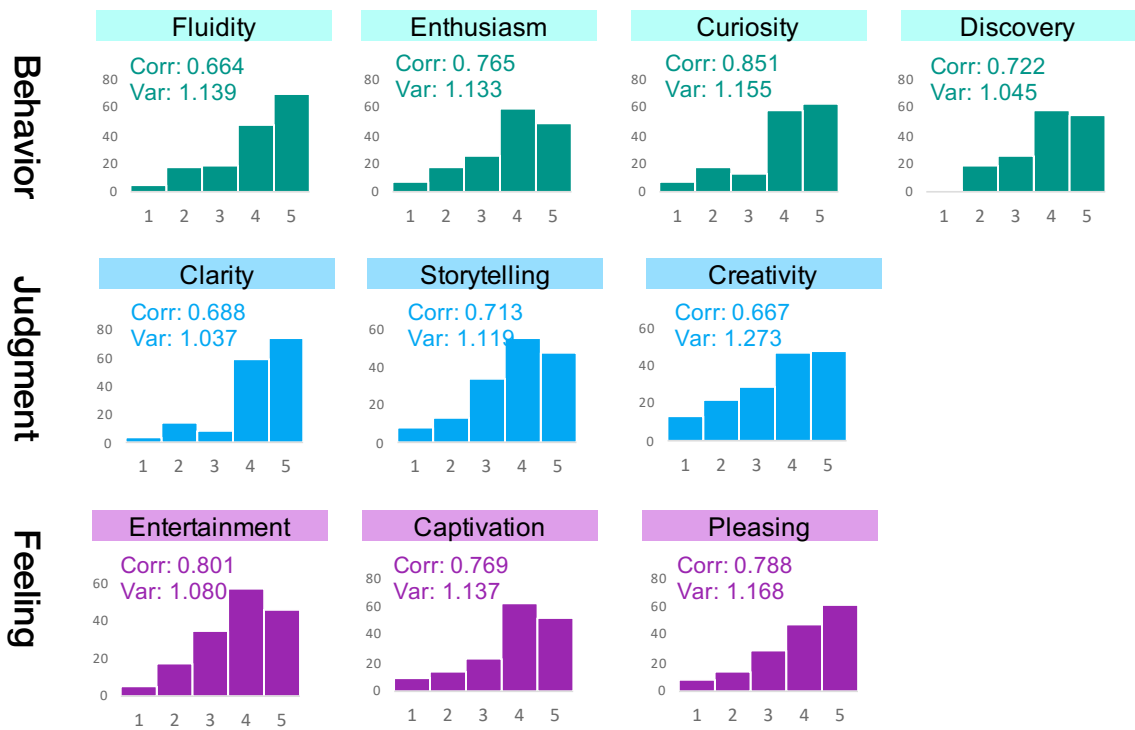 Behavior
Fluidity
Corr: 0.664
Var: 1.139
80
60
40
20
0
1 2 3 4 5
Enthusiasm
Corr: 0. 765
Var: 1.133
80
60
40
20
0
1 2 3 4 5
Curiosity
Corr: 0.851
Var: 1.155
80
60
40
20
0
1 2 3 4 5
Discovery
Corr: 0.722
Var: 1.045
80
60
40
20
0
1 2 3 4 5
Judgment
Clarity
Corr: 0.688
Var: 1.037
80
60
40
20
0
1 2 3 4 5
Storytelling
Corr: 0.713
Var: 1.119
60
40
20
0
1 2 3 4 5
Creativity
Corr: 0.667
Var: 1.273
60
40
20
0
1 2 3 4 5
Feeling
Entertainment
Corr: 0.801
Var: 1.080
60
40
20
0
1 2 3 4 5
Captivation
Corr: 0.769
Var: 1.137
80
60
40
20
0
1 2 3 4 5
Pleasing
Corr: 0.788
Var: 1.168
80
60
40
20
0
1 2 3 4 5